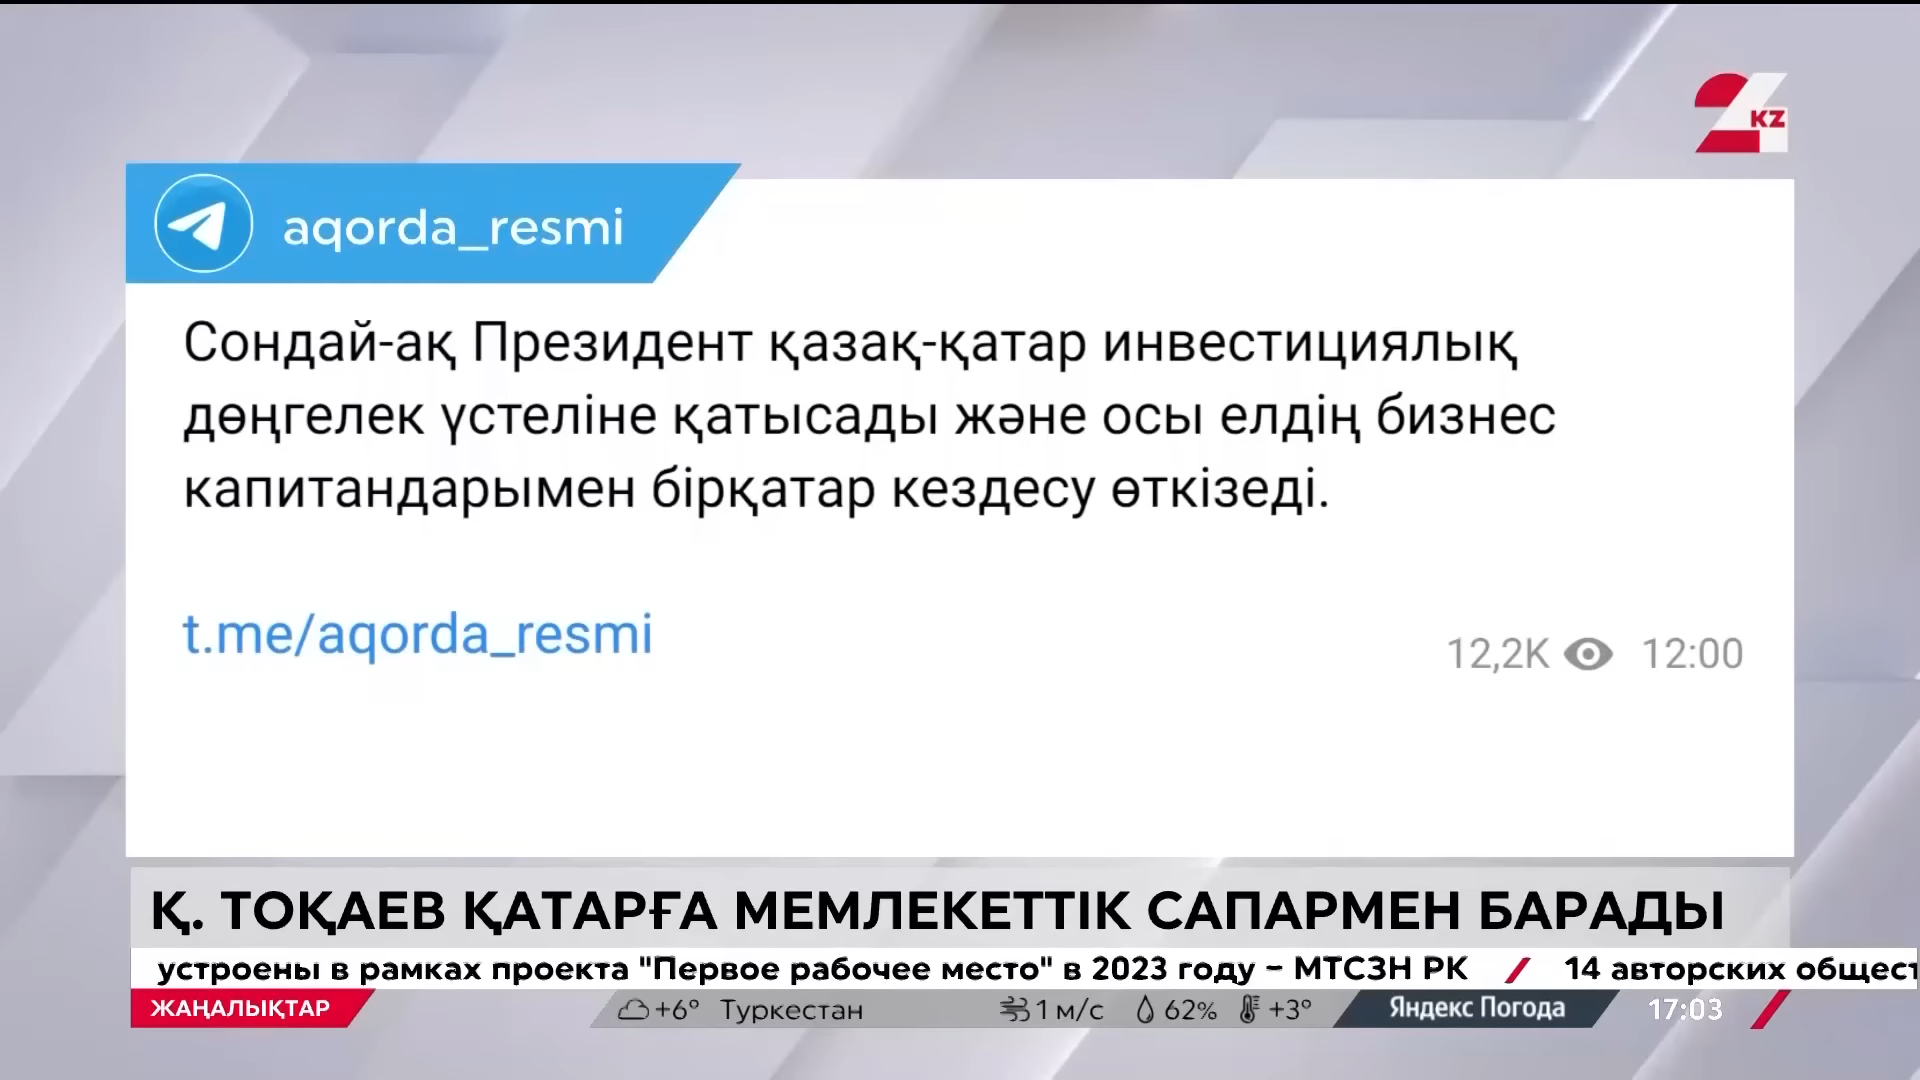 24 KZ
aqorda_resmi
Сондай-ақ Президент қазақ-қатар инвестициялық
дөңгелек үстеліне қатысады және осы елдің бизнес
капитандарымен бірқатар кездесу өткізеді.
t.me/aqorda_resmi
12,2K 12:00
Қ. ТОҚАЕВ ҚАТАРҒА МЕМЛЕКЕТТІК САПАРМЕН БАРАДЫ
устроены в рамках проекта "Первое рабочее место" в 2023 году – МТСЗН РК / 14 авторских общест
ЖАҢАЛЫҚТАР +6° Туркестан 1 м/с 62% +3° Яндекс Погода 17:03